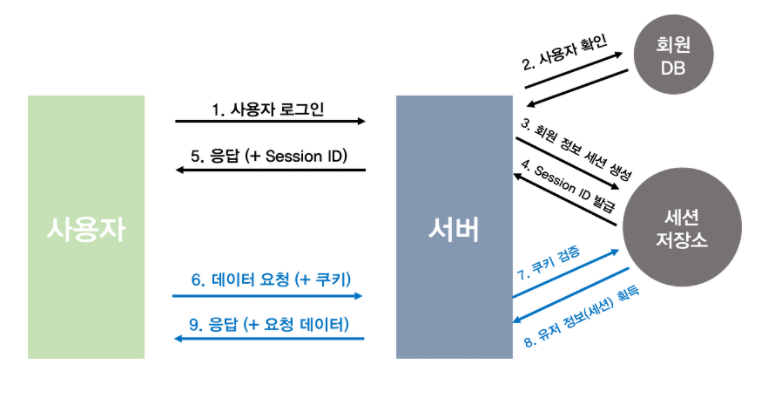 회원
DB
2. 사용자 확인
1. 사용자 로그인
3. 회원 정보 세션 생성
5. 응답 (+ Session ID)
4. Session ID 발급
사용자
서버
세션
저장소
6. 데이터 요청 (+ 쿠키)
7. 쿠키 검증
9. 응답 (+ 요청 데이터)
8. 유저 정보(세션) 획득